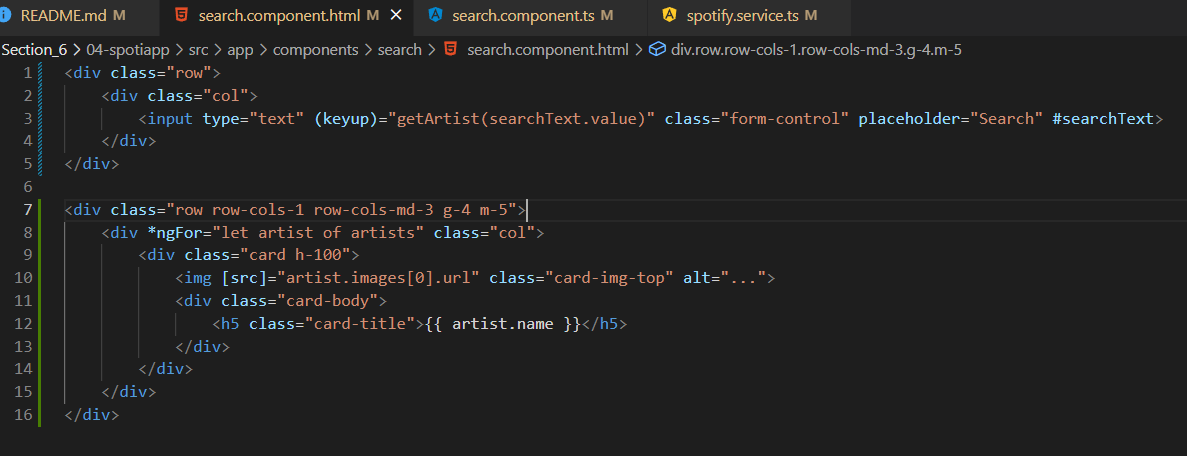 README.md M search.component.html M × search.component.ts M spotify.service.ts M
Section_6 > 04-spotiapp > src > app > components > search > search.component.html > div.row.row-cols-1.row-cols-md-3.g-4.m-5
1 <div class="row">
2 <div class="col">
3 <input type="text" (keyup)="getArtist(searchText.value)" class="form-control" placeholder="Search" #searchText>
4 </div>
5 </div>
6
7 <div class="row row-cols-1 row-cols-md-3 g-4 m-5">
8 <div *ngFor="let artist of artists" class="col">
9 <div class="card h-100">
10 <img [src]="artist.images[0].url" class="card-img-top" alt="...">
11 <div class="card-body">
12 <h5 class="card-title">{{ artist.name }}</h5>
13 </div>
14 </div>
15 </div>
16 </div>